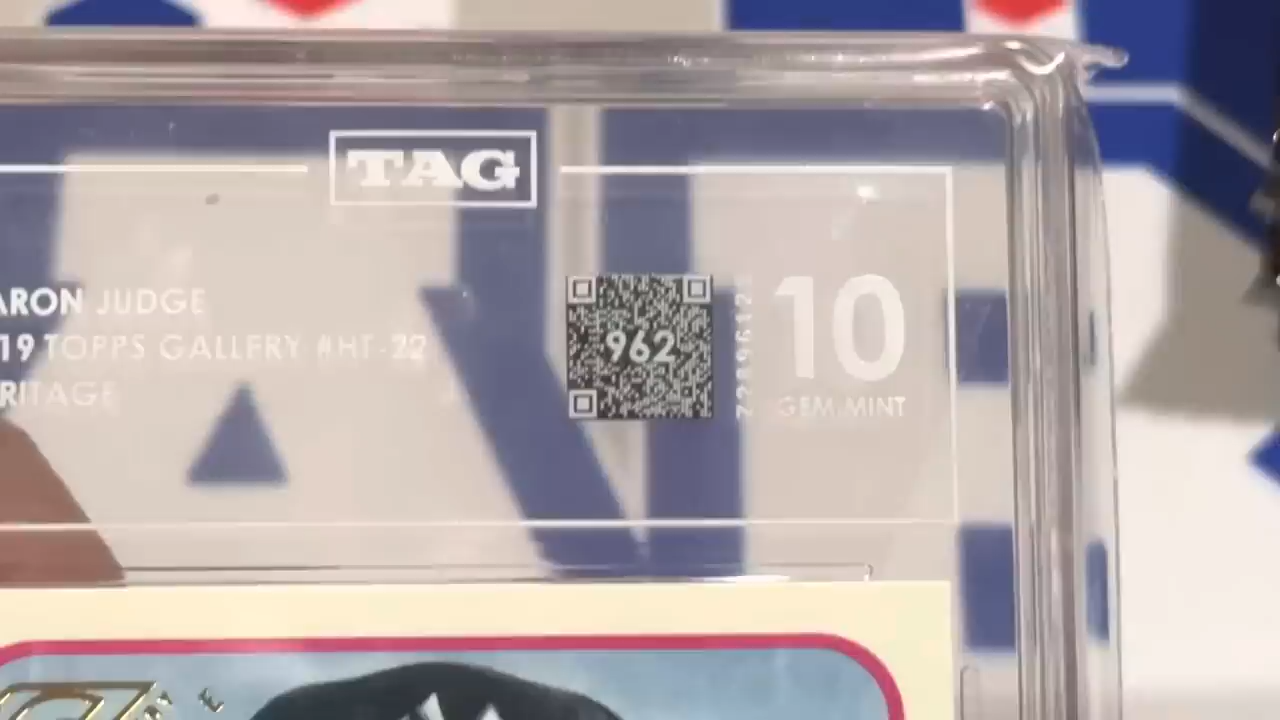 TAG
ARON JUDGE
19 TOPPS GALLERY #HT-22
RITAGE
962
10
GEM MINT